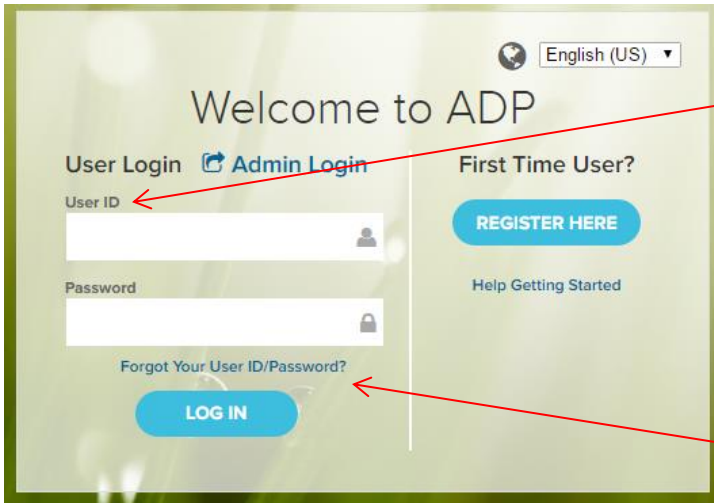 English (US)
Welcome to ADP
User Login Admin Login
User ID
Password
Forgot Your User ID/Password?
LOG IN
First Time User?
REGISTER HERE
Help Getting Started